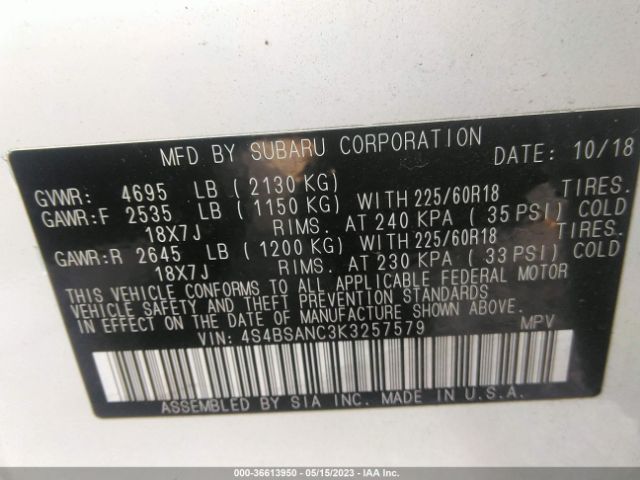 MFD BY SUBARU CORPORATION DATE: 10/18
GVWR: 4695 LB ( 2130 KG)
GAWR:F 2535 LB ( 1150 KG) WITH 225/60R18 TIRES.
18X7J RIMS. AT 240 KPA ( 35 PSI) COLD
GAWR:R 2645 LB ( 1200 KG) WITH 225/60R18 TIRES.
18X7J RIMS. AT 230 KPA ( 33 PSI) COLD
THIS VEHICLE CONFORMS TO ALL APPLICABLE FEDERAL MOTOR
VEHICLE SAFETY AND THEFT PREVENTION STANDARDS
IN EFFECT ON THE DATE OF MANUFACTURE SHOWN ABOVE.
VIN: 4S4BSANC3K3257579 MPV
ASSEMBLED BY SIA INC. MADE IN U.S.A.
000-36613950 - 05/15/2023 - IAA Inc.